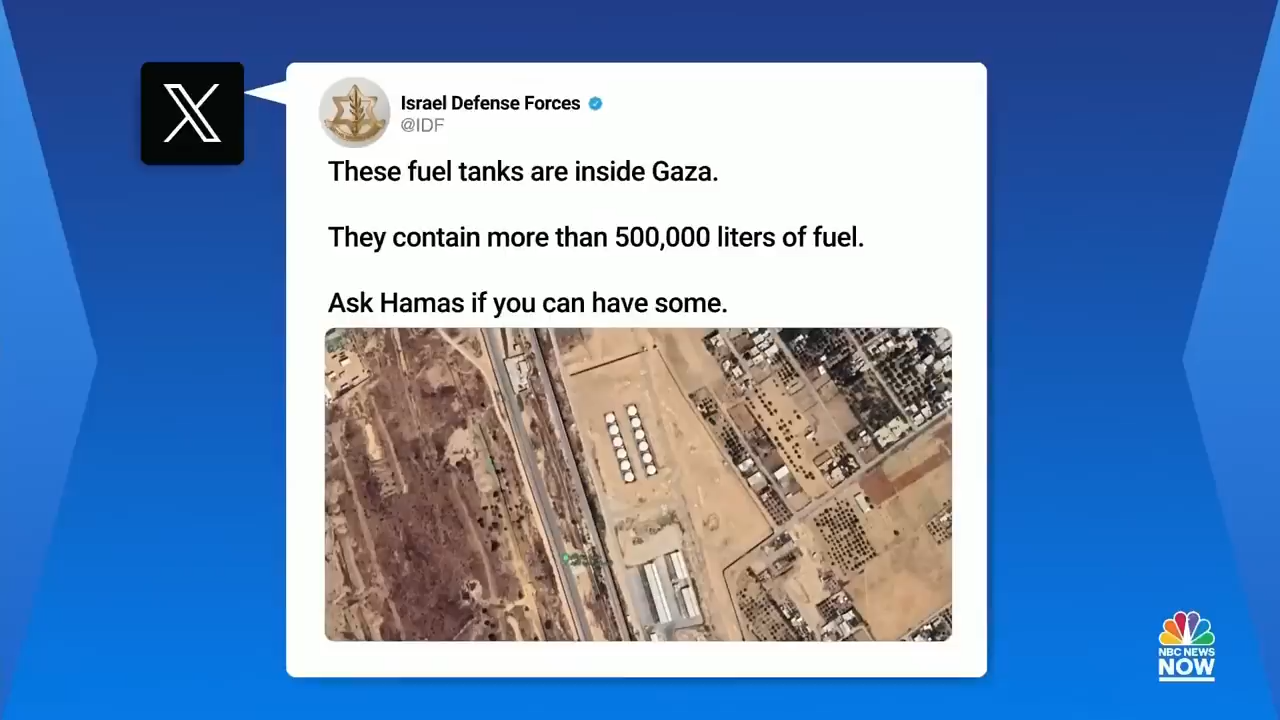 Israel Defense Forces
@IDF
These fuel tanks are inside Gaza.
They contain more than 500,000 liters of fuel.
Ask Hamas if you can have some.
NBC NEWS
NOW